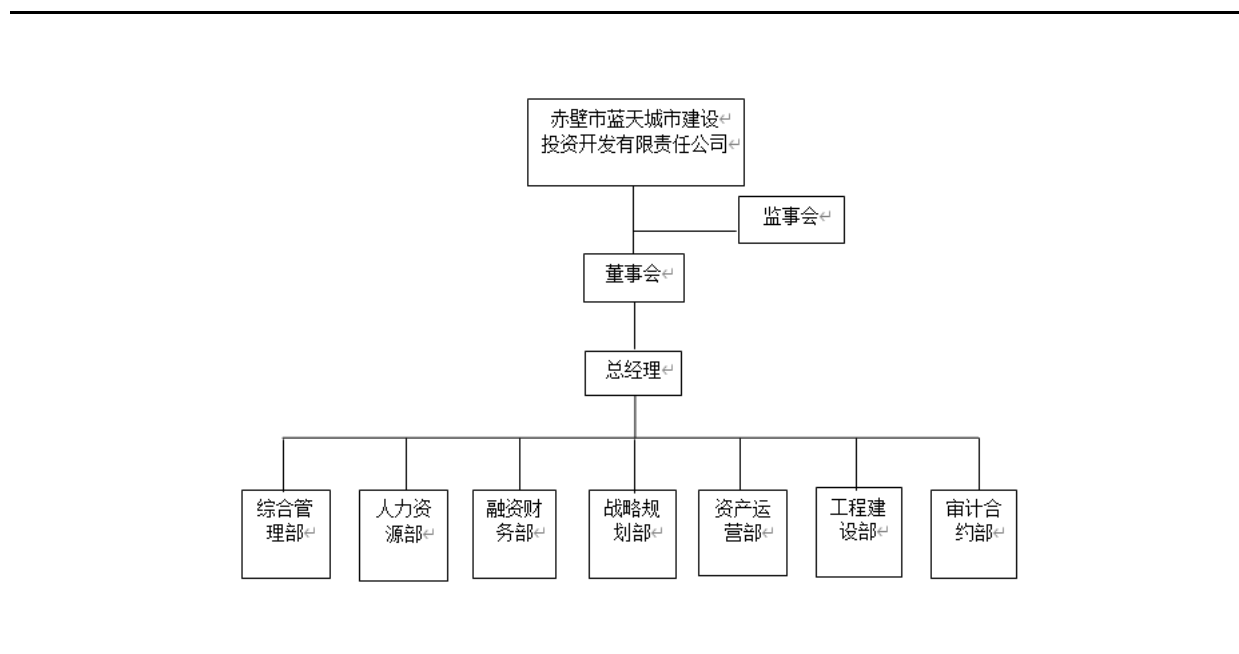 赤壁市蓝天城市建设
投资开发有限责任公司
监事会
董事会
总经理
综合管
理部
人力资
源部
融资财
务部
战略规
划部
资产运
营部
工程建
设部
审计合
约部